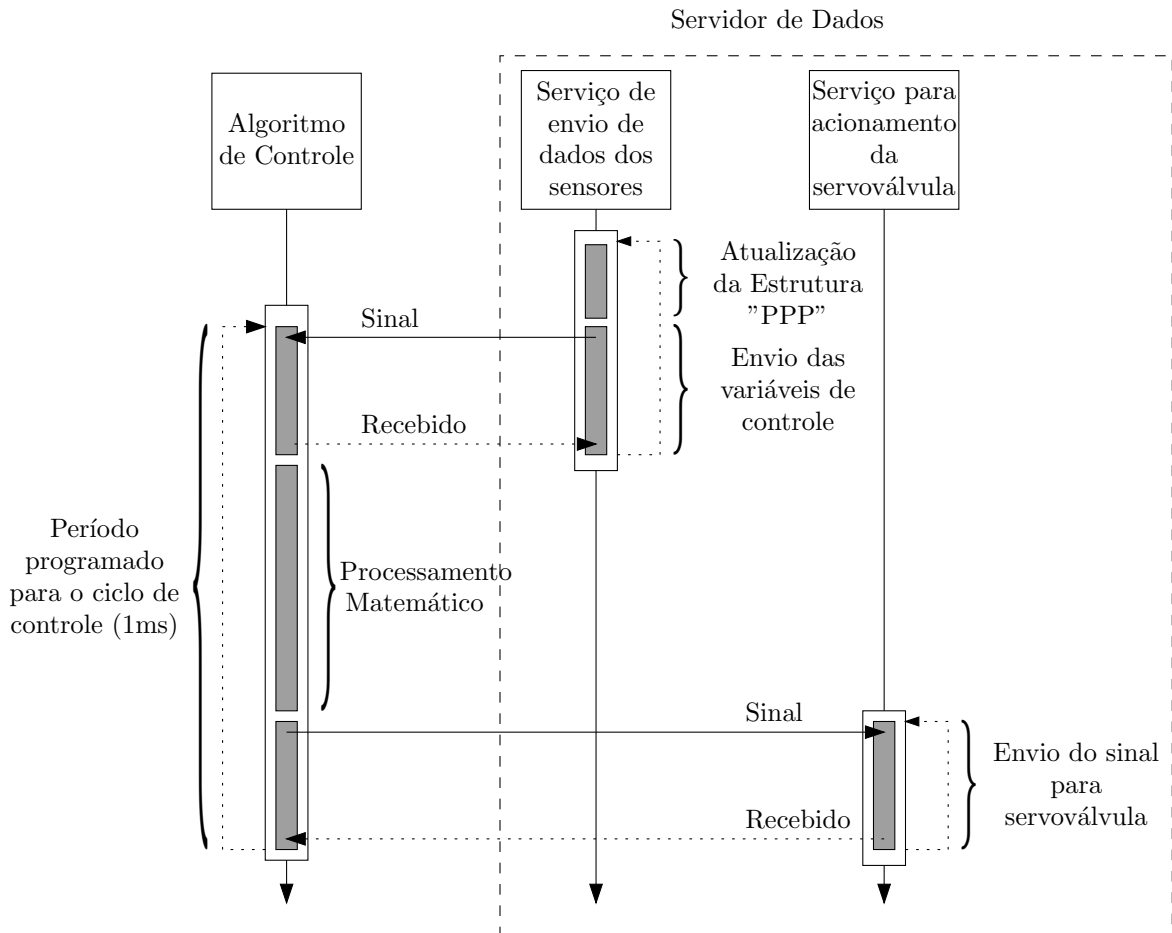 Servidor de Dados
Algoritmo
de Controle
Serviço de
envio de
dados dos
sensores
Serviço para
acionamento
da
servoválvula
Atualização
da Estrutura
"PPP"
Sinal
Envio das
variáveis de
controle
Recebido
Período
programado
para o ciclo de
controle (1ms)
Processamento
Matemático
Sinal
Envio do sinal
para
servoválvula
Recebido